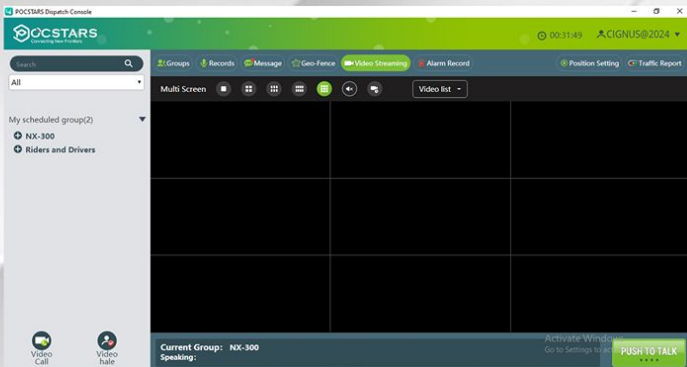 POCSTARS Dispatch Console
POCSTARS
Connecting New Frontiers
00:31:49
CIGNUS@2024
Search
Groups
Records
Message
Geo-Fence
Video Streaming
Alarm Record
Position Setting
Traffic Report
All
Multi Screen
Video list
My scheduled group(2)
NX-300
Riders and Drivers
Video
Call
Video
hale
Current Group: NX-300
Speaking:
Activate Windows
Go to Settings to
PUSH TO TALK